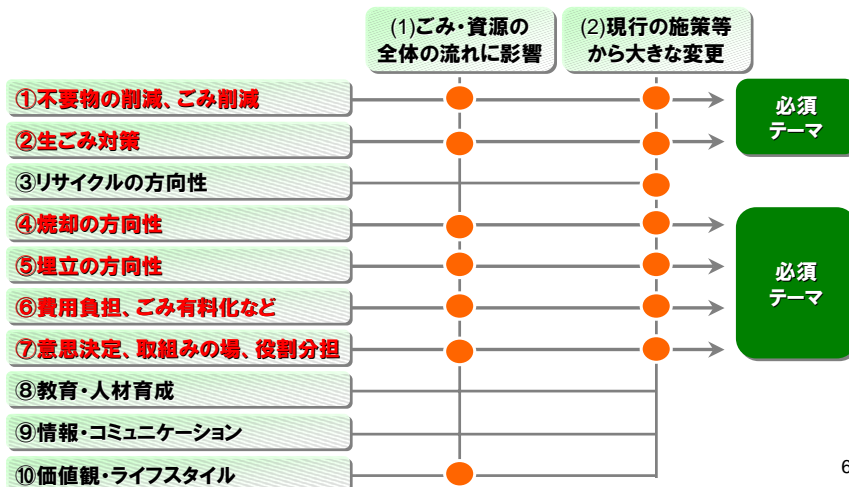 (1)ごみ・資源の
全体の流れに影響
(2)現行の施策等
から大きな変更
①不要物の削減、ごみ削減
②生ごみ対策
③リサイクルの方向性
④焼却の方向性
⑤埋立の方向性
⑥費用負担、ごみ有料化など
⑦意思決定、取組みの場、役割分担
⑧教育・人材育成
⑨情報・コミュニケーション
⑩価値観・ライフスタイル
必須
テーマ
必須
テーマ
6